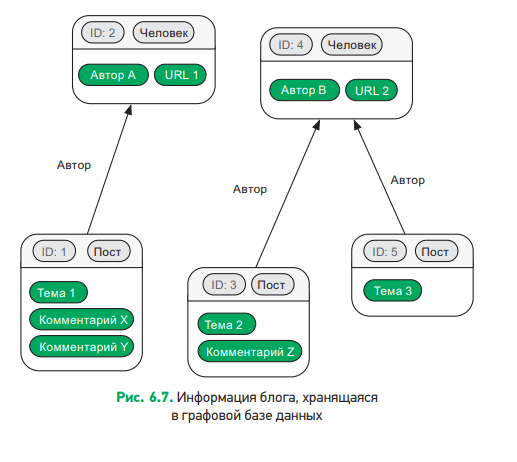 ID: 2 Человек
Автор A URL 1
ID: 4 Человек
Автор B URL 2
Автор
Автор
Автор
ID: 1 Пост
Тема 1
Комментарий X
Комментарий Y
ID: 3 Пост
Тема 2
Комментарий Z
ID: 5 Пост
Тема 3
Рис. 6.7. Информация блога, хранящаяся
в графовой базе данных